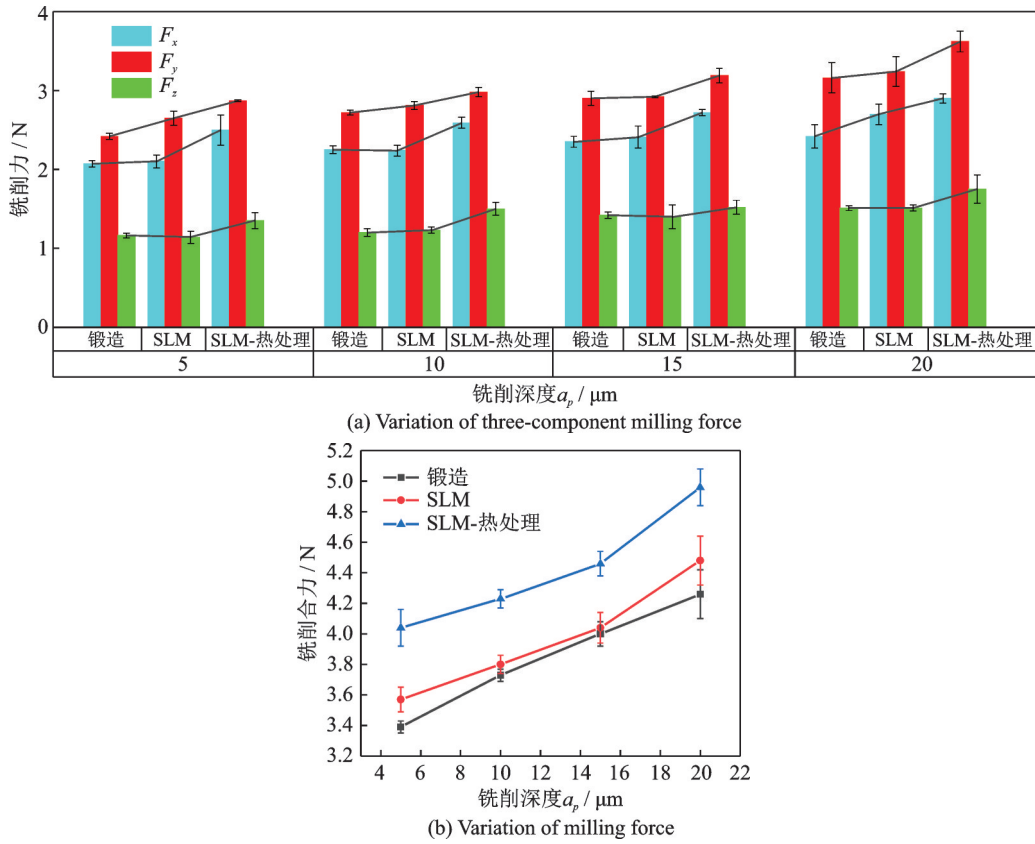 4
3
2
1
0
铣削力 / N
Fx
Fy
Fz
锻造 SLM SLM-热处理 锻造 SLM SLM-热处理 锻造 SLM SLM-热处理 锻造 SLM SLM-热处理
5 10 15 20
铣削深度ap / μm
(a) Variation of three-component milling force
5.2
5.0
4.8
4.6
4.4
4.2
4.0
3.8
3.6
3.4
3.2
铣削合力 / N
锻造
SLM
SLM-热处理
4 6 8 10 12 14 16 18 20 22
铣削深度ap / μm
(b) Variation of milling force